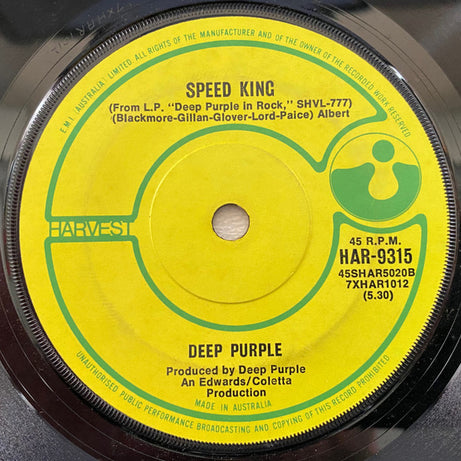 E.M.I. (AUSTRALIA) LIMITED. ALL RIGHTS OF THE MANUFACTURER AND OF THE OWNER OF THE RECORDED WORK RESERVED
SPEED KING
(From L.P. "Deep Purple in Rock," SHVL-777)
(Blackmore-Gillan-Glover-Lord-Paice) Albert
HARVEST
45 R.P.M.
HAR-9315
45SHAR5020B
7XHAR1012
(5.30)
DEEP PURPLE
Produced by Deep Purple
An Edwards/Coletta
Production
MADE IN AUSTRALIA
UNAUTHORISED PUBLIC PERFORMANCE BROADCASTING AND COPYING OF THIS RECORD PROHIBITED